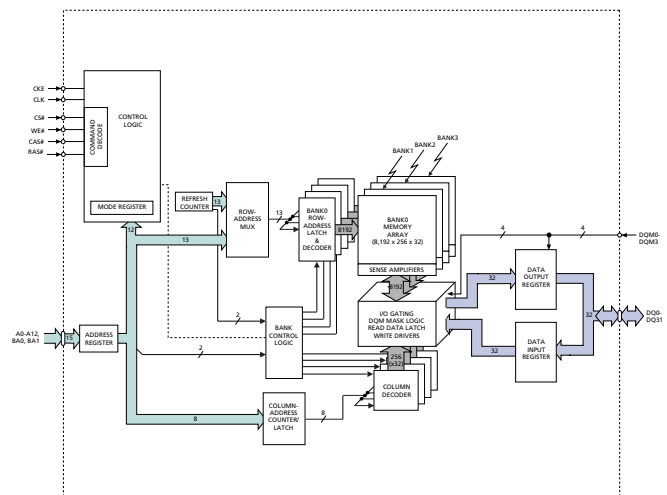 CKE
CLK
CS#
WE#
CAS#
RAS#
COMMAND
DECODE
CONTROL
LOGIC
MODE REGISTER
12
REFRESH
COUNTER
13
13
ROW-
ADDRESS
MUX
13
BANK0
ROW-
ADDRESS
LATCH
&
DECODER
8192
BANK1
BANK2
BANK3
BANK0
MEMORY
ARRAY
(8,192 x 256 x 32)
SENSE AMPLIFIERS
8192
I/O GATING
DQM MASK LOGIC
READ DATA LATCH
WRITE DRIVERS
4
4
DQM0-
DQM3
32
DATA
OUTPUT
REGISTER
32
DQ0-
DQ31
32
DATA
INPUT
REGISTER
A0-A12,
BA0, BA1
15
ADDRESS
REGISTER
2
2
BANK
CONTROL
LOGIC
256
(x32)
COLUMN
DECODER
8
COLUMN-
ADDRESS
COUNTER/
LATCH
8